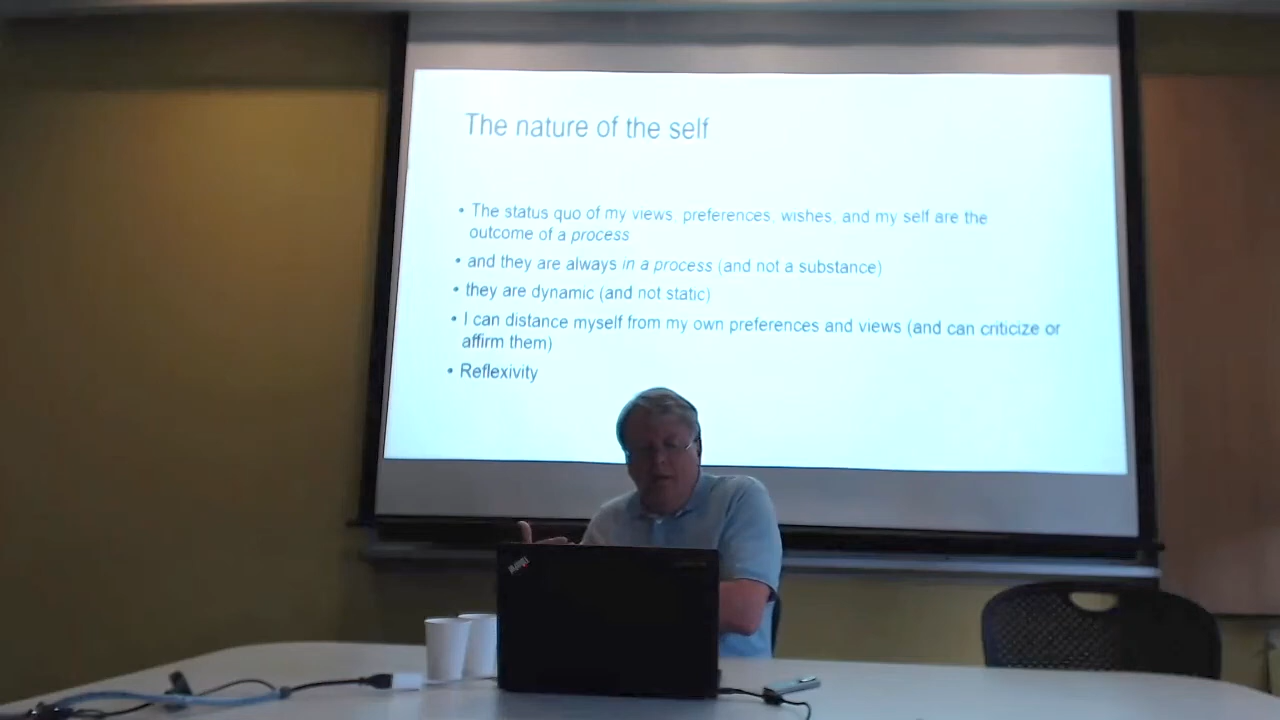 The nature of the self
• The status quo of my views, preferences, wishes, and my self are the
outcome of a process
• and they are always in a process (and not a substance)
• they are dynamic (and not static)
• I can distance myself from my own preferences and views (and can criticize or
affirm them)
• Reflexivity